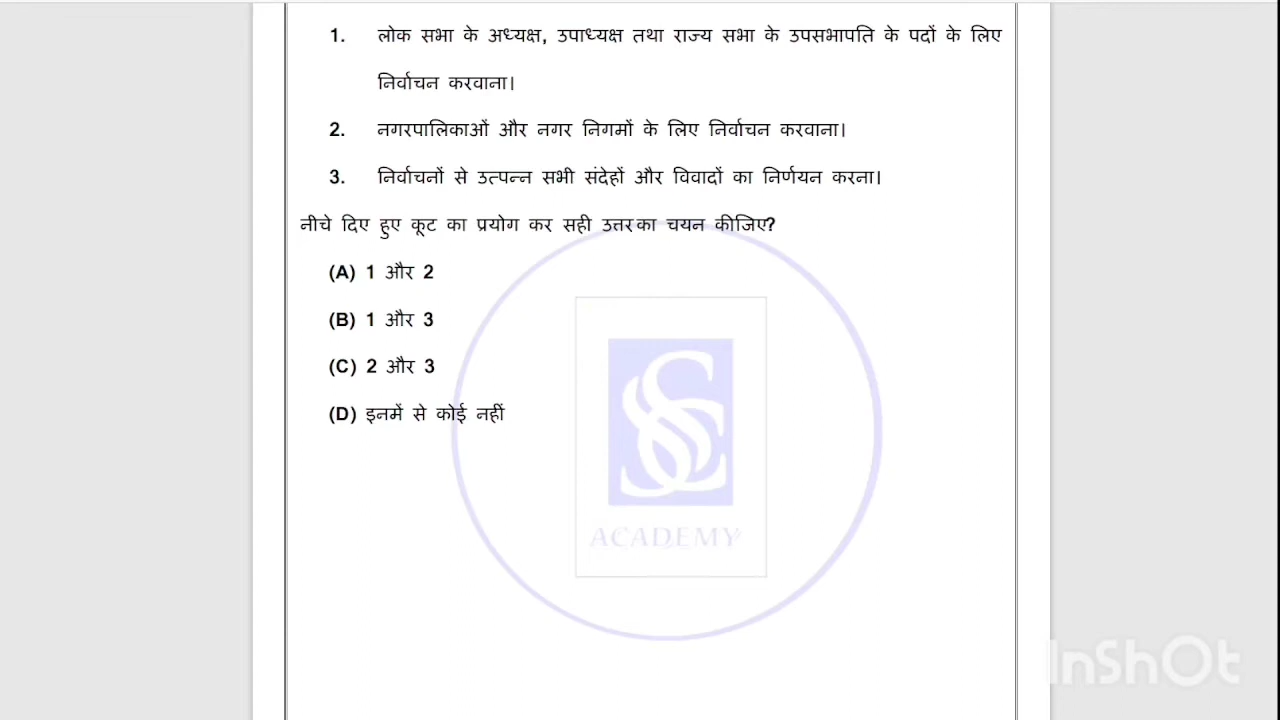 1. लोक सभा के अध्यक्ष, उपाध्यक्ष तथा राज्य सभा के उपसभापति के पदों के लिए
निर्वाचन करवाना।
2. नगरपालिकाओं और नगर निगमों के लिए निर्वाचन करवाना।
3. निर्वाचनों से उत्पन्न सभी संदेहों और विवादों का निर्णयन करना।
नीचे दिए हुए कूट का प्रयोग कर सही उत्तर का चयन कीजिए?
(A) 1 और 2
(B) 1 और 3
(C) 2 और 3
(D) इनमें से कोई नहीं
SSC
ACADEMY
InShOt